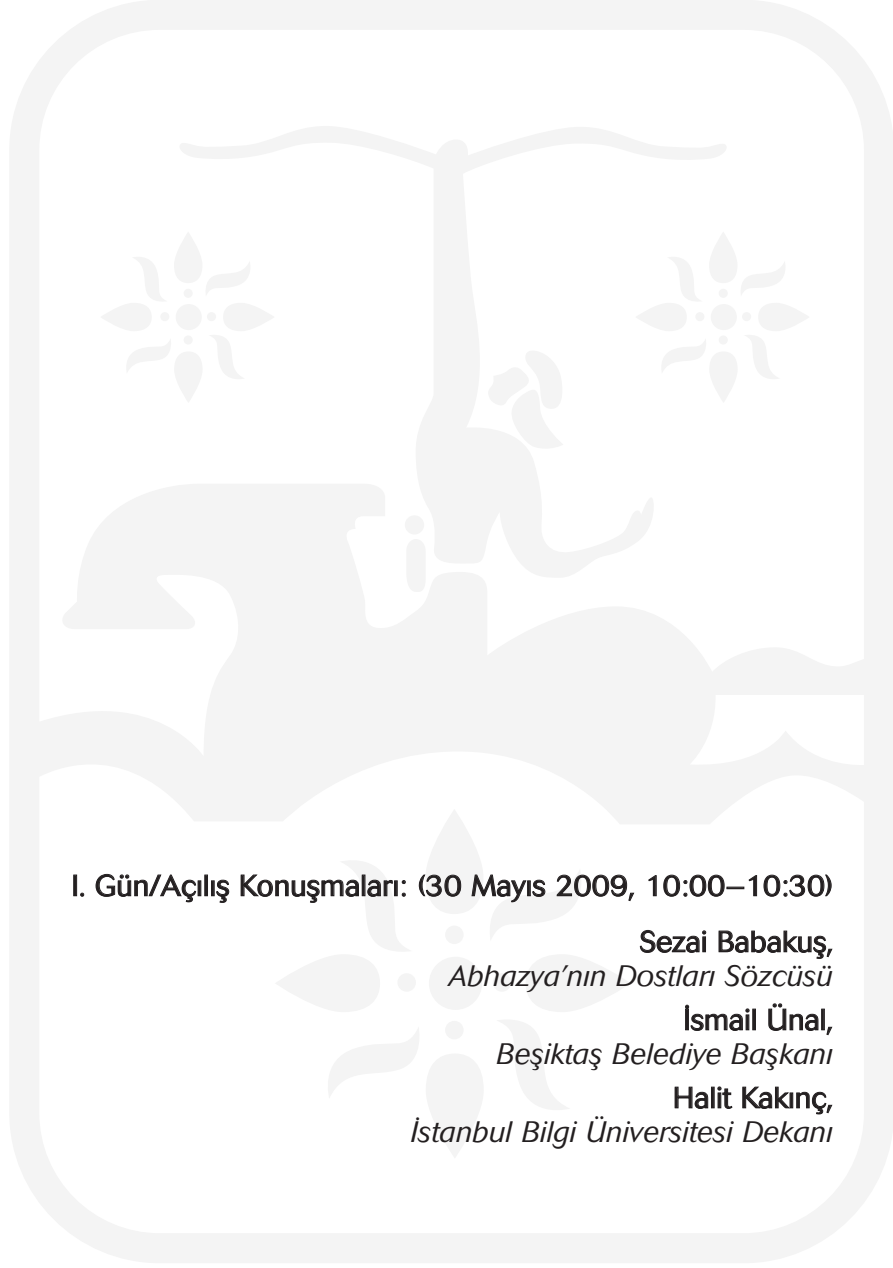 I. Gün/Açılış Konuşmaları: (30 Mayıs 2009, 10:00–10:30)
Sezai Babakuş,
Abhazya’nın Dostları Sözcüsü
İsmail Ünal,
Beşiktaş Belediye Başkanı
Halit Kakınç,
İstanbul Bilgi Üniversitesi Dekanı